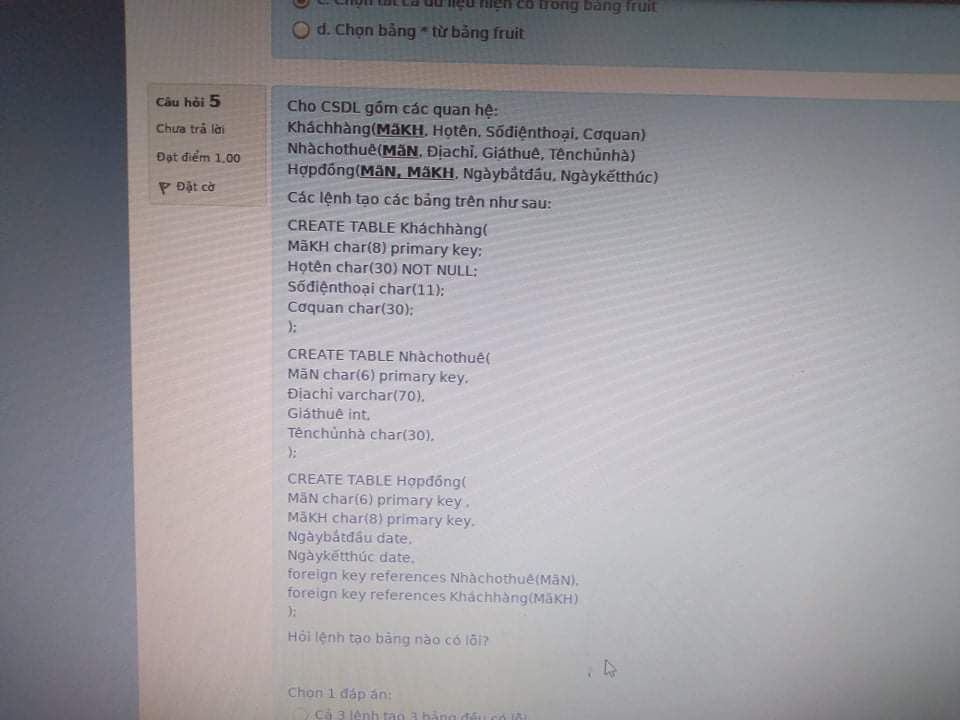 c. Chọn tất cả dữ liệu hiện có trong bảng fruit
d. Chọn bảng * từ bảng fruit
Câu hỏi 5
Chưa trả lời
Đạt điểm 1,00
Đặt cờ
Cho CSDL gồm các quan hệ:
Kháchhàng(MãKH, Họtên, Sốđiệnthoại, Cơquan)
Nhàchothuê(MãN, Địachỉ, Giáthuê, Tênchủnhà)
Hợpđồng(MãN, MãKH, Ngàybắtđầu, Ngàykếtthúc)
Các lệnh tạo các bảng trên như sau:
CREATE TABLE Kháchhàng(
MãKH char(8) primary key;
Họtên char(30) NOT NULL;
Sốđiệnthoại char(11);
Cơquan char(30);
);
CREATE TABLE Nhàchothuê(
MãN char(6) primary key,
Địachỉ varchar(70),
Giáthuê int,
Tênchủnhà char(30),
);
CREATE TABLE Hợpđồng(
MãN char(6) primary key ,
MãKH char(8) primary key,
Ngàybắtđầu date,
Ngàykếtthúc date,
foreign key references Nhàchothuê(MãN),
foreign key references Kháchhàng(MãKH)
);
Hỏi lệnh tạo bảng nào có lỗi?
Chọn 1 đáp án:
Cả 3 lệnh tạo 3 bảng đều có lỗi